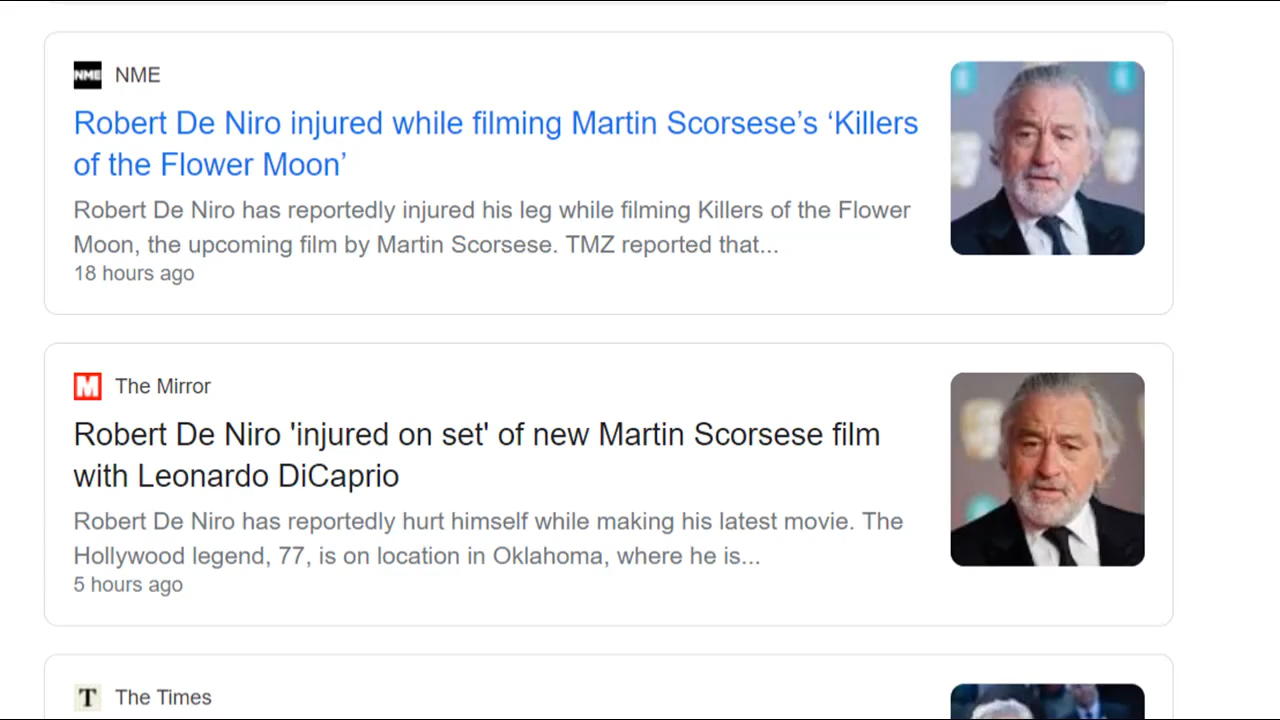 NME NME
Robert De Niro injured while filming Martin Scorsese’s ‘Killers
of the Flower Moon’
Robert De Niro has reportedly injured his leg while filming Killers of the Flower
Moon, the upcoming film by Martin Scorsese. TMZ reported that...
18 hours ago
M The Mirror
Robert De Niro 'injured on set' of new Martin Scorsese film
with Leonardo DiCaprio
Robert De Niro has reportedly hurt himself while making his latest movie. The
Hollywood legend, 77, is on location in Oklahoma, where he is...
5 hours ago
T The Times